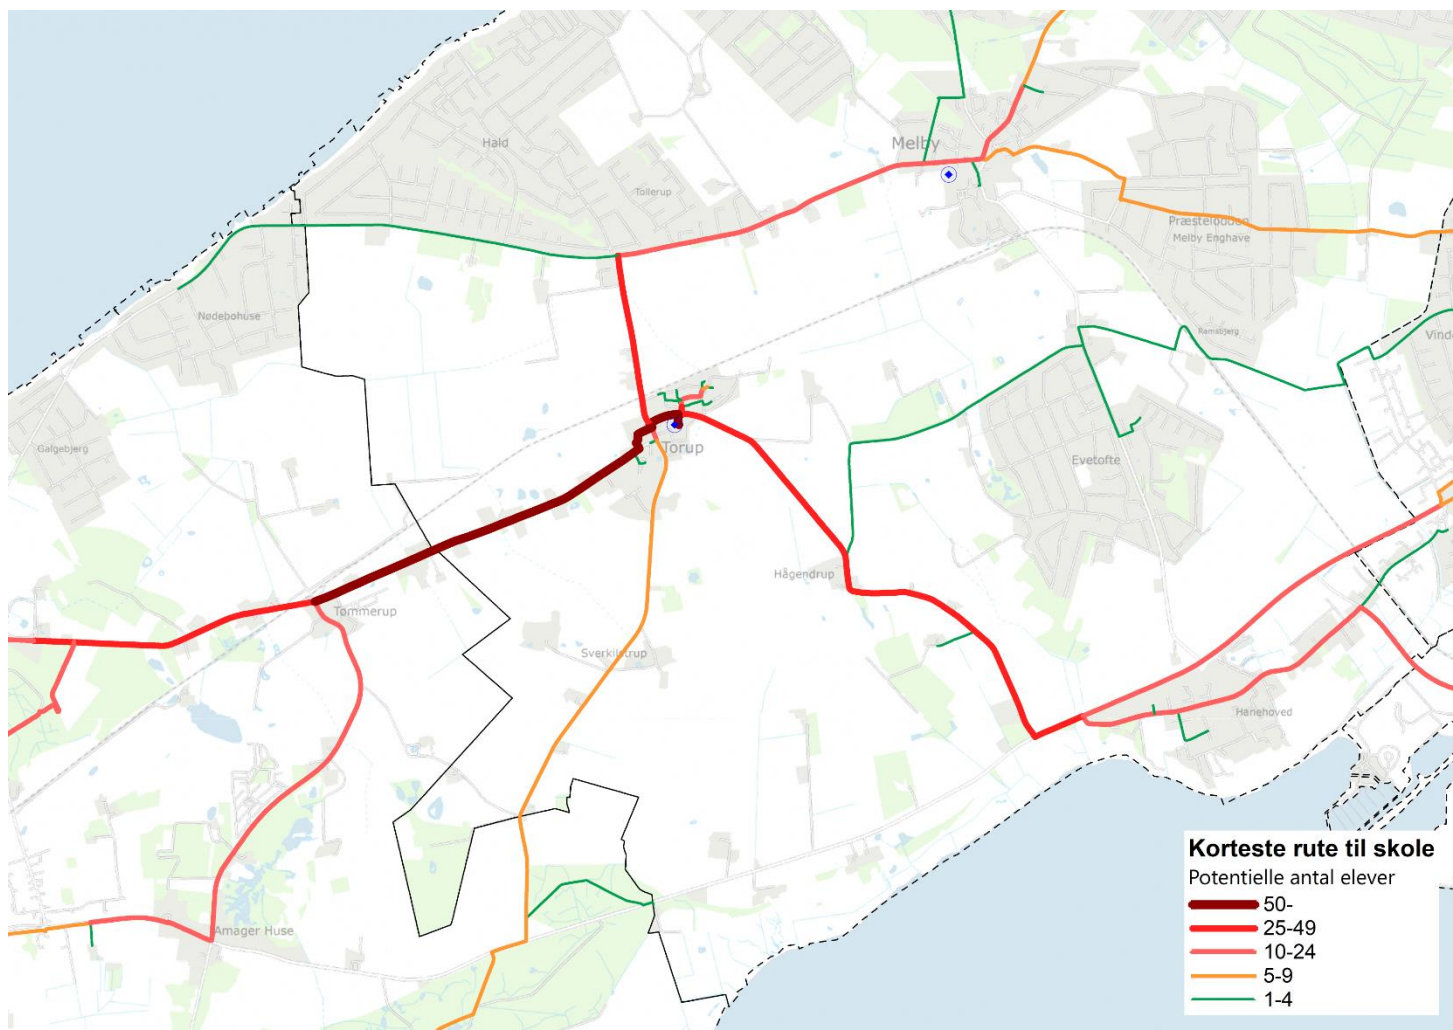 Hald
Melby
Tollerup
Præstelodden
Melby Enghave
Nødebohuse
Ramsbjerg
Vinde
Galgebjerg
Torup
Evetofte
Hågendrup
Tømmerup
Sverkilstrup
Hanehoved
Amager Huse
Korteste rute til skole
Potentielle antal elever
50-
25-49
10-24
5-9
1-4